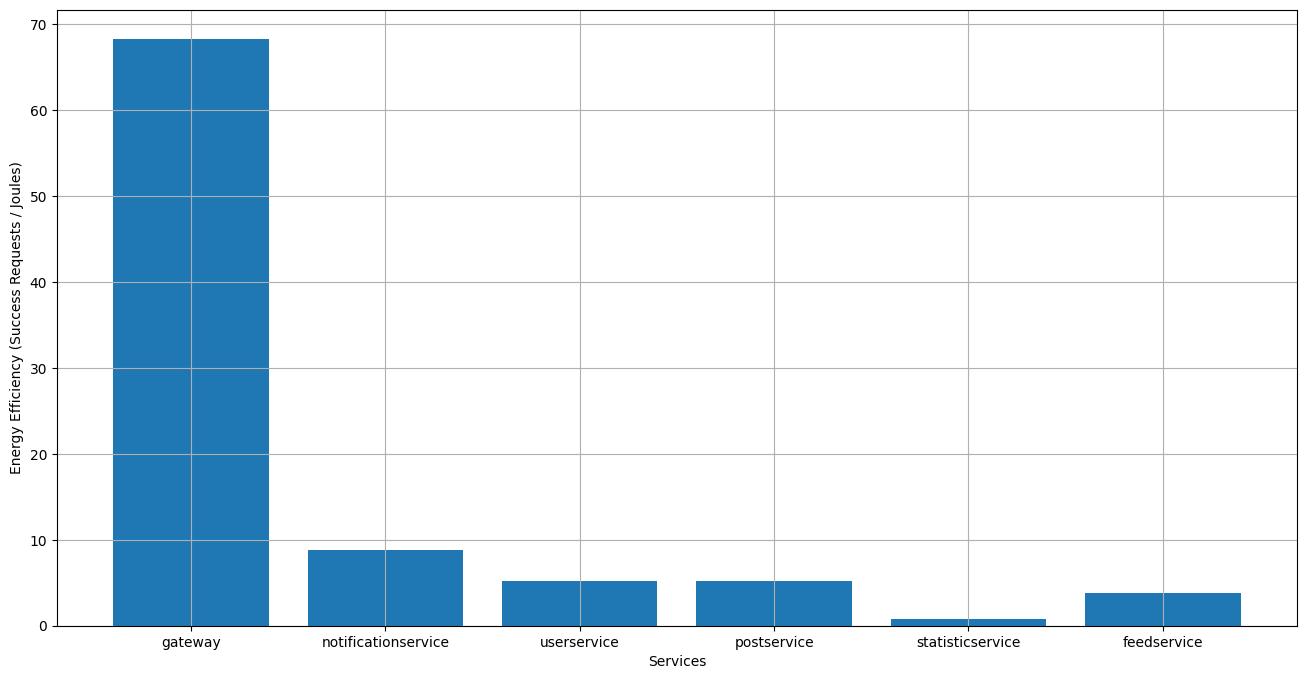 Energy Efficiency (Success Requests / Joules)
70
60
50
40
30
20
10
0
gateway notificationservice userservice postservice statisticservice feedservice
Services